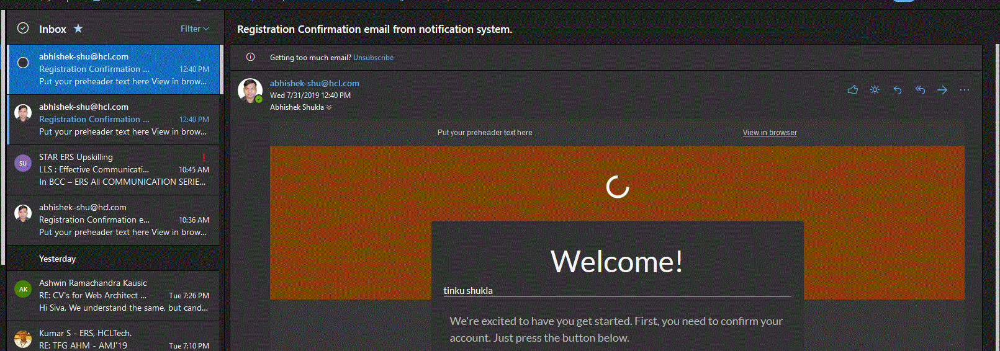 Inbox
Filter
abhishek-shu@hcl.com
Registration Confirmation ...
12:40 PM
Put your preheader text here View in brow...
abhishek-shu@hcl.com
Registration Confirmation ...
12:40 PM
Put your preheader text here View in brow...
SU
STAR ERS Upskilling
!
LLS : Effective Communicati...
10:45 AM
In BCC – ERS All COMMUNICATION SERIE...
abhishek-shu@hcl.com
Registration Confirmation e...
10:36 AM
Put your preheader text here View in brow...
Yesterday
AK
Ashwin Ramachandra Kausic
RE: CV's for Web Architect ...
Tue 7:26 PM
Hi Siva, We understand the same, but cand...
Kumar S - ERS, HCLTech.
RE: TFG AHM - AMJ'19
Tue 7:10 PM
Registration Confirmation email from notification system.
Getting too much email? Unsubscribe
abhishek-shu@hcl.com
Wed 7/31/2019 12:40 PM
Abhishek Shukla
Put your preheader text here
View in browser
Welcome!
tinku shukla
We're excited to have you get started. First, you need to confirm your
account. Just press the button below.